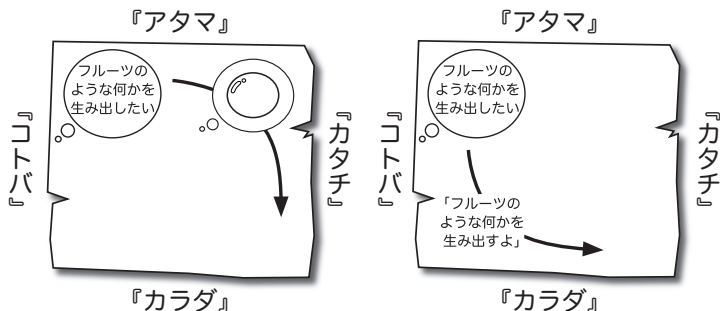 『アタマ』
フルーツの
ような何かを
生み出したい
『コトバ』
『カタチ』
『カラダ』
『アタマ』
フルーツの
ような何かを
生み出したい
「フルーツの
ような何かを
生み出すよ」
『コトバ』
『カタチ』
『カラダ』